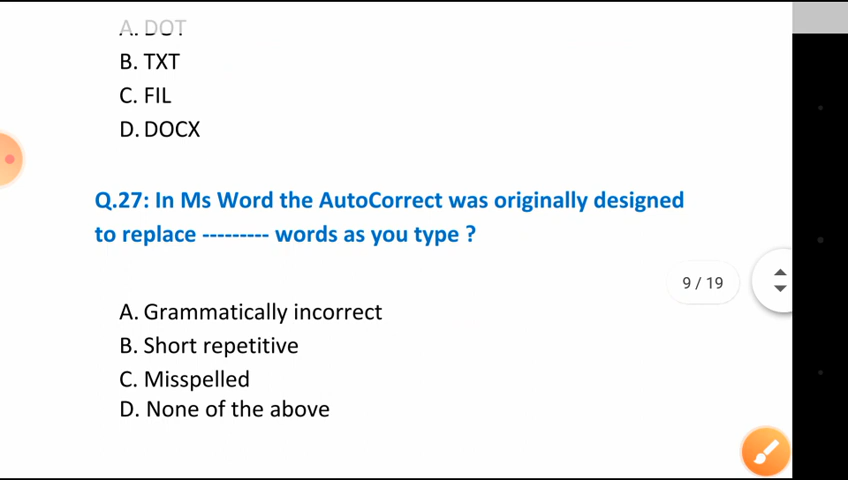 A. DOT
B. TXT
C. FIL
D. DOCX
Q.27: In Ms Word the AutoCorrect was originally designed
to replace --------- words as you type ?
9 / 19
A. Grammatically incorrect
B. Short repetitive
C. Misspelled
D. None of the above